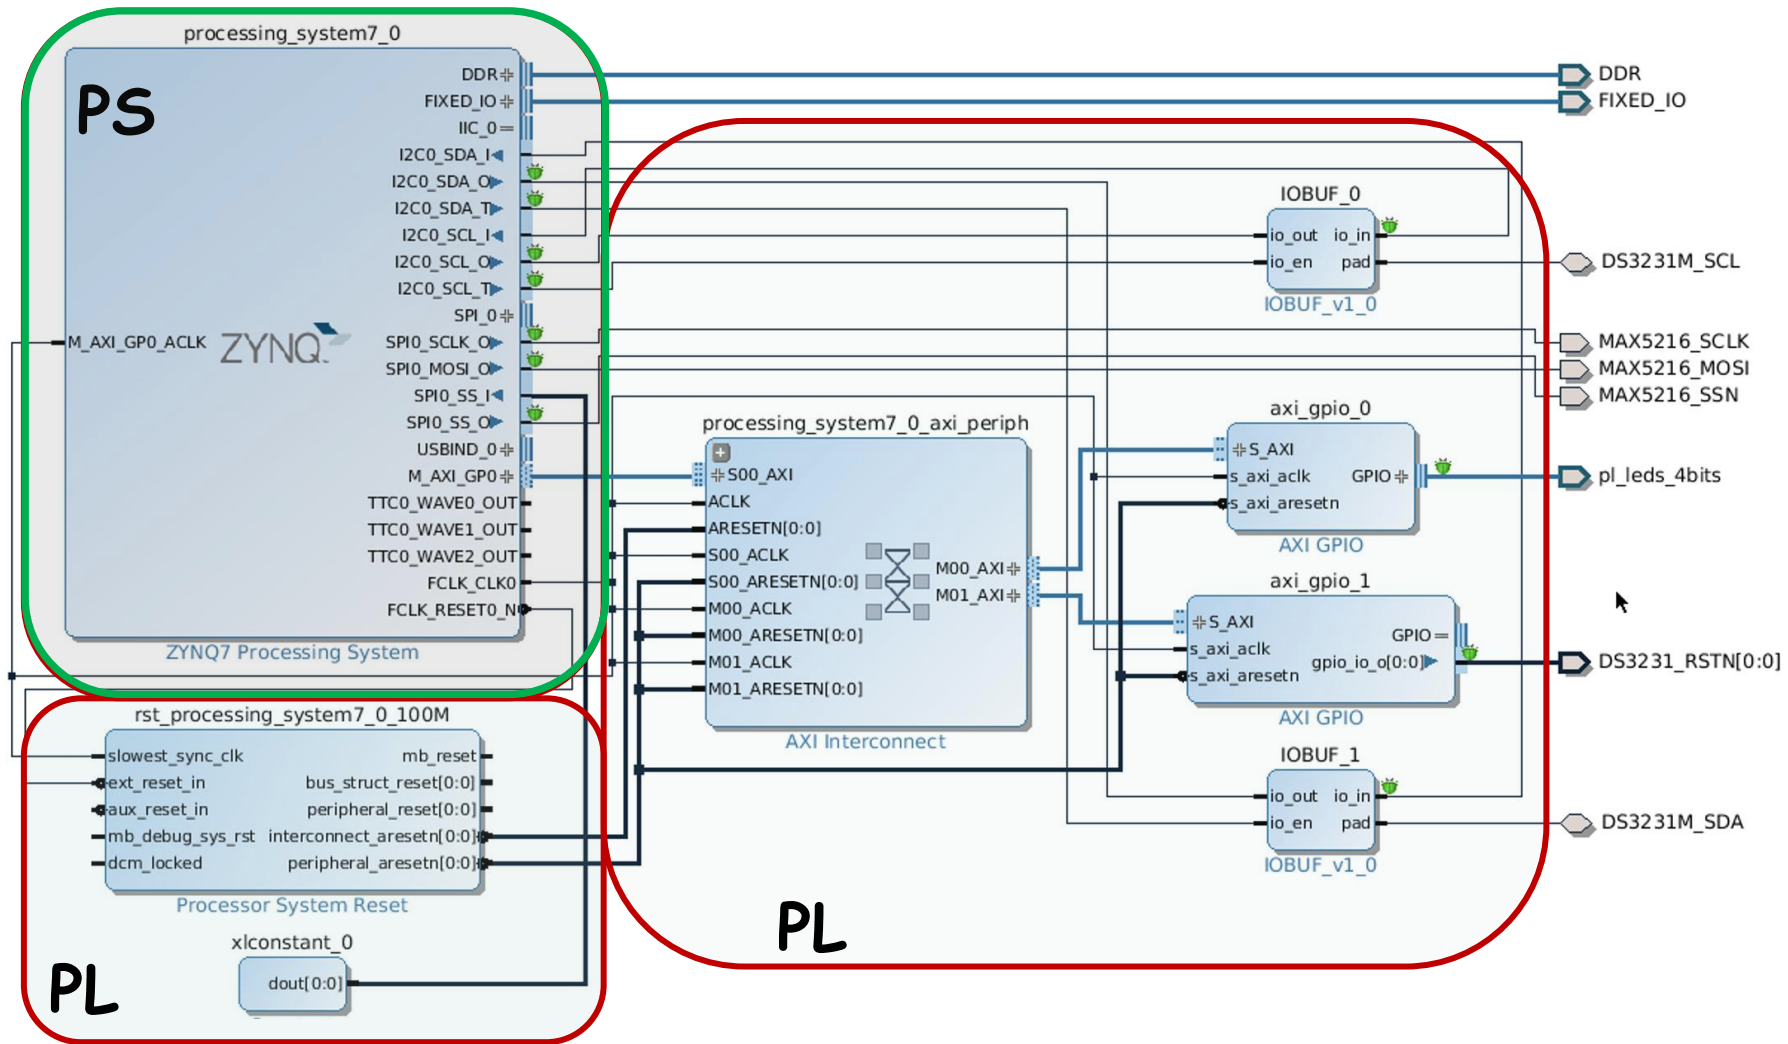 processing_system7_0
PS
DDR
FIXED_IO
IIC_0
I2C0_SDA_I
I2C0_SDA_O
I2C0_SDA_T
I2C0_SCL_I
I2C0_SCL_O
I2C0_SCL_T
SPI_0
M_AXI_GP0_ACLK
ZYNQ
SPI0_SCLK_O
SPI0_MOSI_O
SPI0_SS_I
SPI0_SS_O
USBIND_0
M_AXI_GP0
TTC0_WAVE0_OUT
TTC0_WAVE1_OUT
TTC0_WAVE2_OUT
FCLK_CLK0
FCLK_RESET0_N
ZYNQ7 Processing System
rst_processing_system7_0_100M
slowest_sync_clk
mb_reset
ext_reset_in
bus_struct_reset[0:0]
aux_reset_in
peripheral_reset[0:0]
mb_debug_sys_rst
interconnect_aresetn[0:0]
dcm_locked
peripheral_aresetn[0:0]
Processor System Reset
xlconstant_0
dout[0:0]
PL
processing_system7_0_axi_periph
S00_AXI
ACLK
ARESETN[0:0]
S00_ACLK
S00_ARESETN[0:0]
M00_ACLK
M00_ARESETN[0:0]
M01_ACLK
M01_ARESETN[0:0]
M00_AXI
M01_AXI
AXI Interconnect
PL
IOBUF_0
io_out io_in
io_en pad
IOBUF_v1_0
axi_gpio_0
S_AXI
s_axi_aclk GPIO
s_axi_aresetn
AXI GPIO
axi_gpio_1
S_AXI
GPIO
s_axi_aclk
gpio_io_o[0:0]
s_axi_aresetn
AXI GPIO
IOBUF_1
io_out io_in
io_en pad
IOBUF_v1_0
DDR
FIXED_IO
DS3231M_SCL
MAX5216_SCLK
MAX5216_MOSI
MAX5216_SSN
pl_leds_4bits
DS3231_RSTN[0:0]
DS3231M_SDA